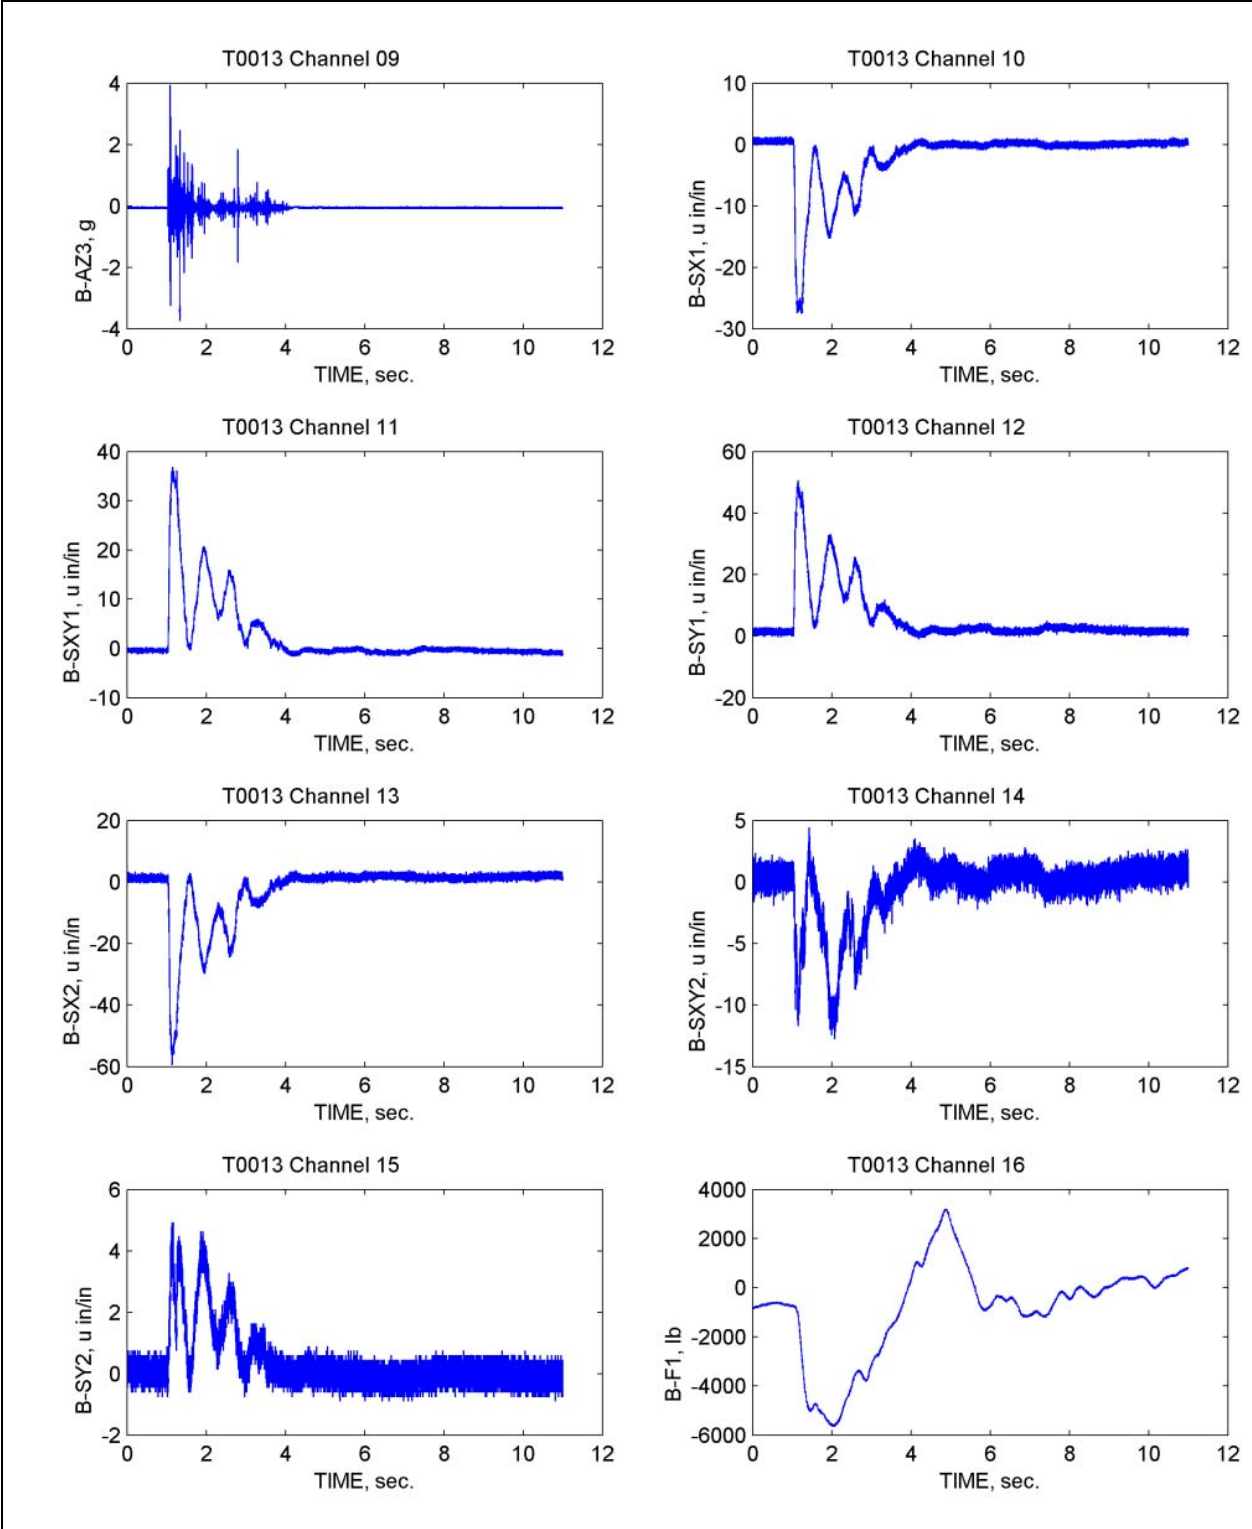 T0013 Channel 09
4
2
0
-2
-4
B-AZ3, g
0 2 4 6 8 10 12
TIME, sec.
T0013 Channel 10
10
0
-10
-20
-30
B-SX1, u in/in
0 2 4 6 8 10 12
TIME, sec.
T0013 Channel 11
40
30
20
10
0
-10
B-SXY1, u in/in
0 2 4 6 8 10 12
TIME, sec.
T0013 Channel 12
60
40
20
0
-20
B-SY1, u in/in
0 2 4 6 8 10 12
TIME, sec.
T0013 Channel 13
20
0
-20
-40
-60
B-SX2, u in/in
0 2 4 6 8 10 12
TIME, sec.
T0013 Channel 14
5
0
-5
-10
-15
B-SXY2, u in/in
0 2 4 6 8 10 12
TIME, sec.
T0013 Channel 15
6
4
2
0
-2
B-SY2, u in/in
0 2 4 6 8 10 12
TIME, sec.
T0013 Channel 16
4000
2000
0
-2000
-4000
-6000
B-F1, lb
0 2 4 6 8 10 12
TIME, sec.